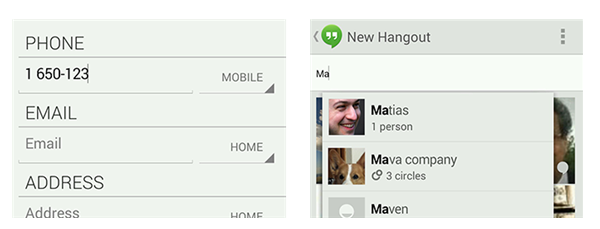 PHONE
1 650-123
MOBILE
EMAIL
Email
HOME
ADDRESS
Address
HOME
New Hangout
Ma
Matias
1 person
Mava company
3 circles
Maven